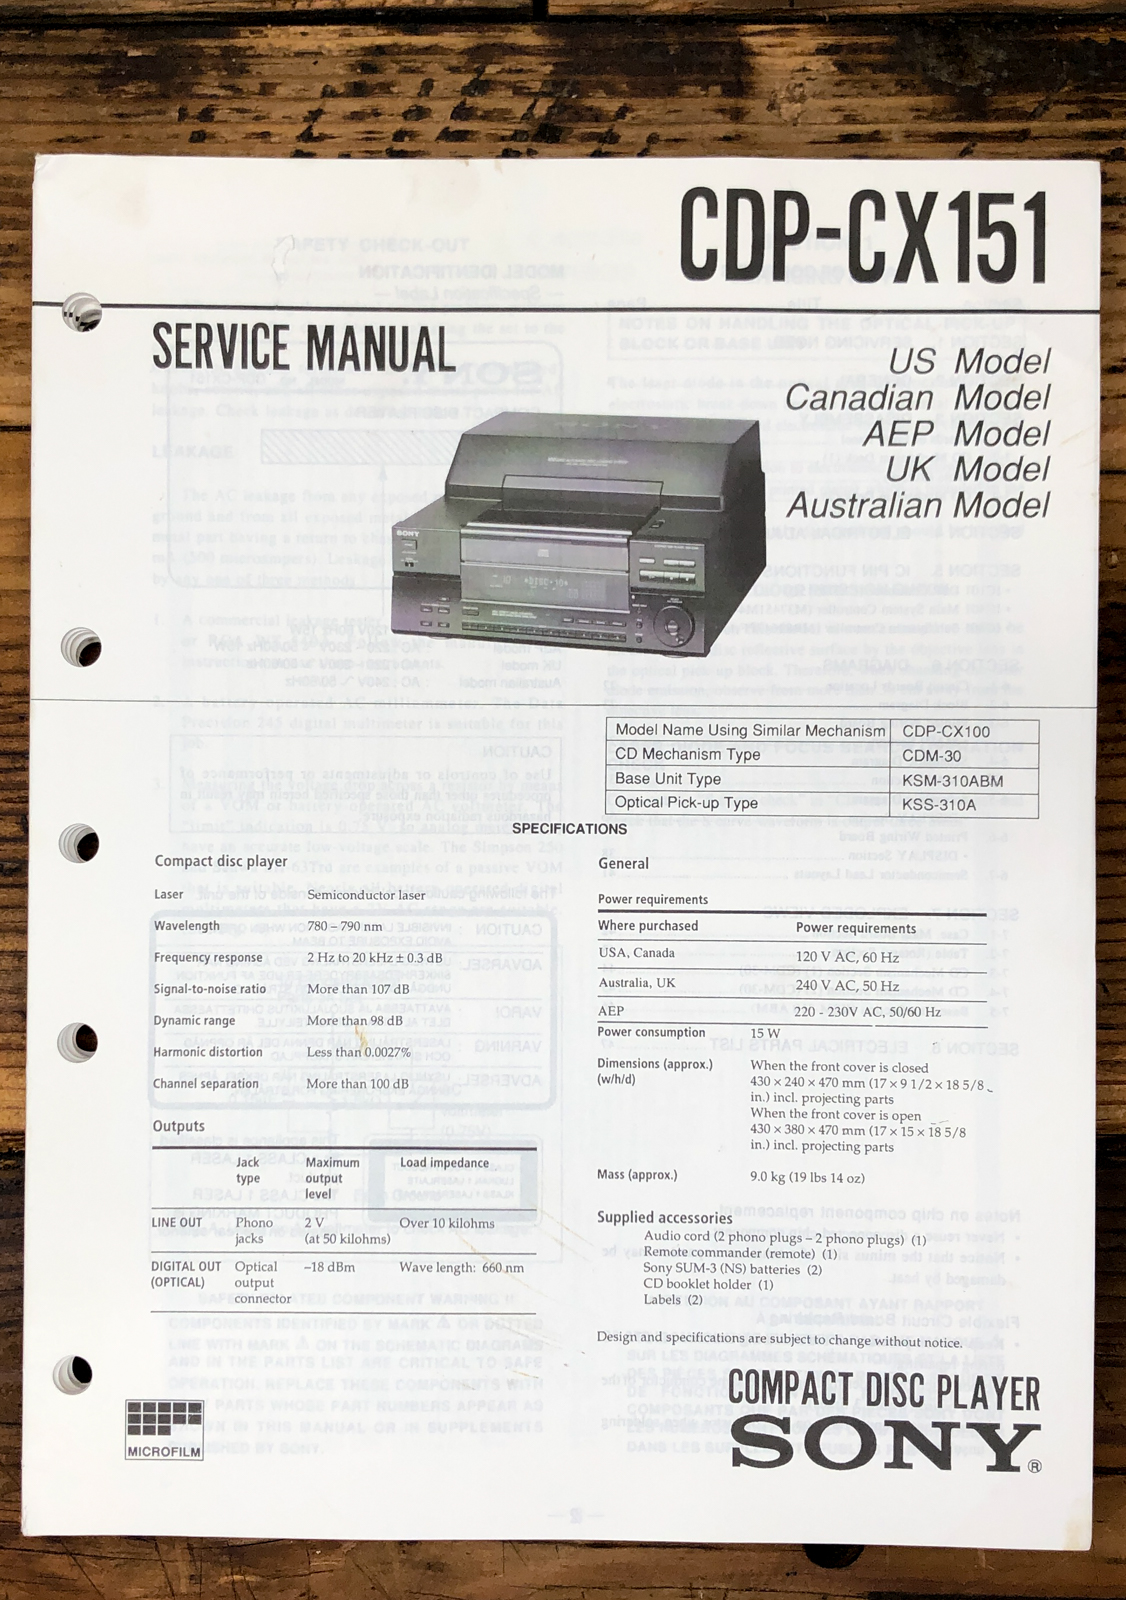 CDP-CX151
SERVICE MANUAL
US Model
Canadian Model
AEP Model
UK Model
Australian Model
SONY
DISC-10
Model Name Using Similar Mechanism CDP-CX100
CD Mechanism Type CDM-30
Base Unit Type KSM-310ABM
Optical Pick-up Type KSS-310A
SPECIFICATIONS
Compact disc player
Laser Semiconductor laser
Wavelength 780 – 790 nm
Frequency response 2 Hz to 20 kHz ± 0.3 dB
Signal-to-noise ratio More than 107 dB
Dynamic range More than 98 dB
Harmonic distortion Less than 0.0027%
Channel separation More than 100 dB
Outputs
Jack Maximum Load impedance
type output
level
LINE OUT Phono 2 V Over 10 kilohms
jacks (at 50 kilohms)
DIGITAL OUT Optical –18 dBm Wave length: 660 nm
(OPTICAL) output
connector
General
Power requirements
Where purchased Power requirements
USA, Canada 120 V AC, 60 Hz
Australia, UK 240 V AC, 50 Hz
AEP 220 - 230V AC, 50/60 Hz
Power consumption 15 W
Dimensions (approx.) When the front cover is closed
(w/h/d) 430 × 240 × 470 mm (17 × 9 1/2 × 18 5/8
in.) incl. projecting parts
When the front cover is open
430 × 380 × 470 mm (17 × 15 × 18 5/8
in.) incl. projecting parts
Mass (approx.) 9.0 kg (19 lbs 14 oz)
Supplied accessories
Audio cord (2 phono plugs – 2 phono plugs) (1)
Remote commander (remote) (1)
Sony SUM-3 (NS) batteries (2)
CD booklet holder (1)
Labels (2)
Design and specifications are subject to change without notice.
MICROFILM
COMPACT DISC PLAYER
SONY®